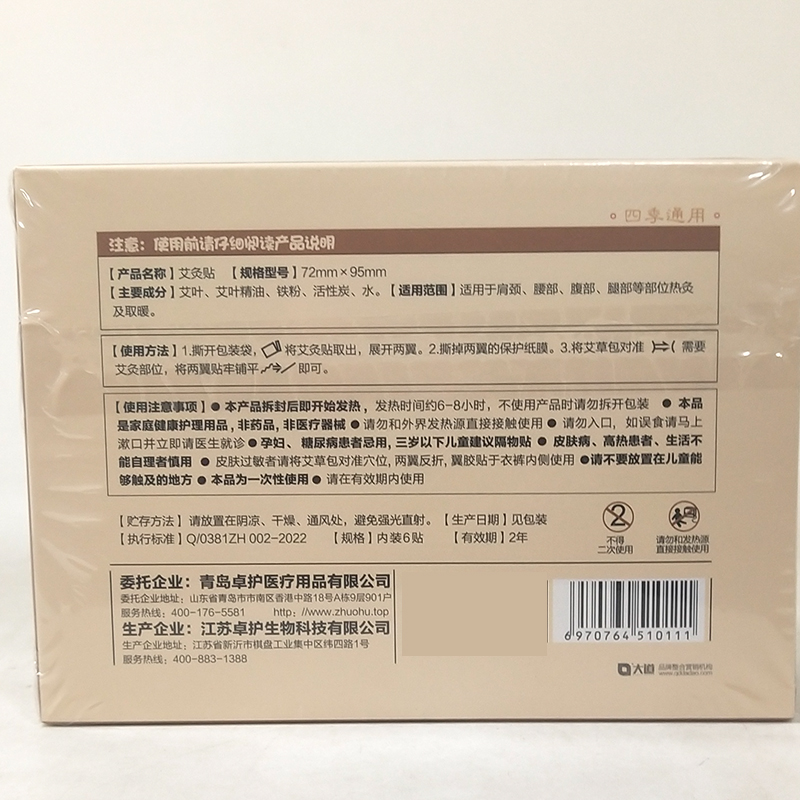 四季通用
注意：使用前请仔细阅读产品说明
【产品名称】艾灸贴 【规格型号】72mm×95mm
【主要成分】艾叶、艾叶精油、铁粉、活性炭、水。【适用范围】适用于肩颈、腰部、腹部、腿部等部位热灸
及取暖。
【使用方法】1.撕开包装袋，将艾灸贴取出，展开两翼。2.撕掉两翼的保护纸膜。3.将艾草包对准 需要
艾灸部位，将两翼贴牢铺平 即可。
【使用注意事项】● 本产品拆封后即开始发热，发热时间约6-8小时，不使用产品时请勿拆开包装 ● 本品
是家庭健康护理用品，非药品，非医疗器械 ● 请勿和外界发热源直接接触使用 ● 请勿入口，如误食请马上
漱口并立即请医生就诊 ● 孕妇、糖尿病患者忌用，三岁以下儿童建议隔物贴 ● 皮肤病、高热患者、生活不
能自理者慎用 ● 皮肤过敏者请将艾草包对准穴位，两翼反折，翼胶贴于衣裤内侧使用 ●请不要放置在儿童能
够触及的地方 ● 本品为一次性使用 ● 请在有效期内使用
【贮存方法】请放置在阴凉、干燥、通风处，避免强光直射。【生产日期】见包装
【执行标准】Q/0381ZH 002-2022 【规格】内装6贴 【有效期】2年
不得
二次使用
请勿和发热源
直接接触使用
委托企业：青岛卓护医疗用品有限公司
委托企业地址：山东省青岛市市南区香港中路18号A栋9层901户
服务热线：400-176-5581 http://www.zhuohu.top
生产企业：江苏卓护生物科技有限公司
生产企业地址：江苏省新沂市棋盘工业集中区纬四路1号
服务热线：400-883-1388
6 970764 510111
大道 品牌整合营销机构
www.qddadao.com